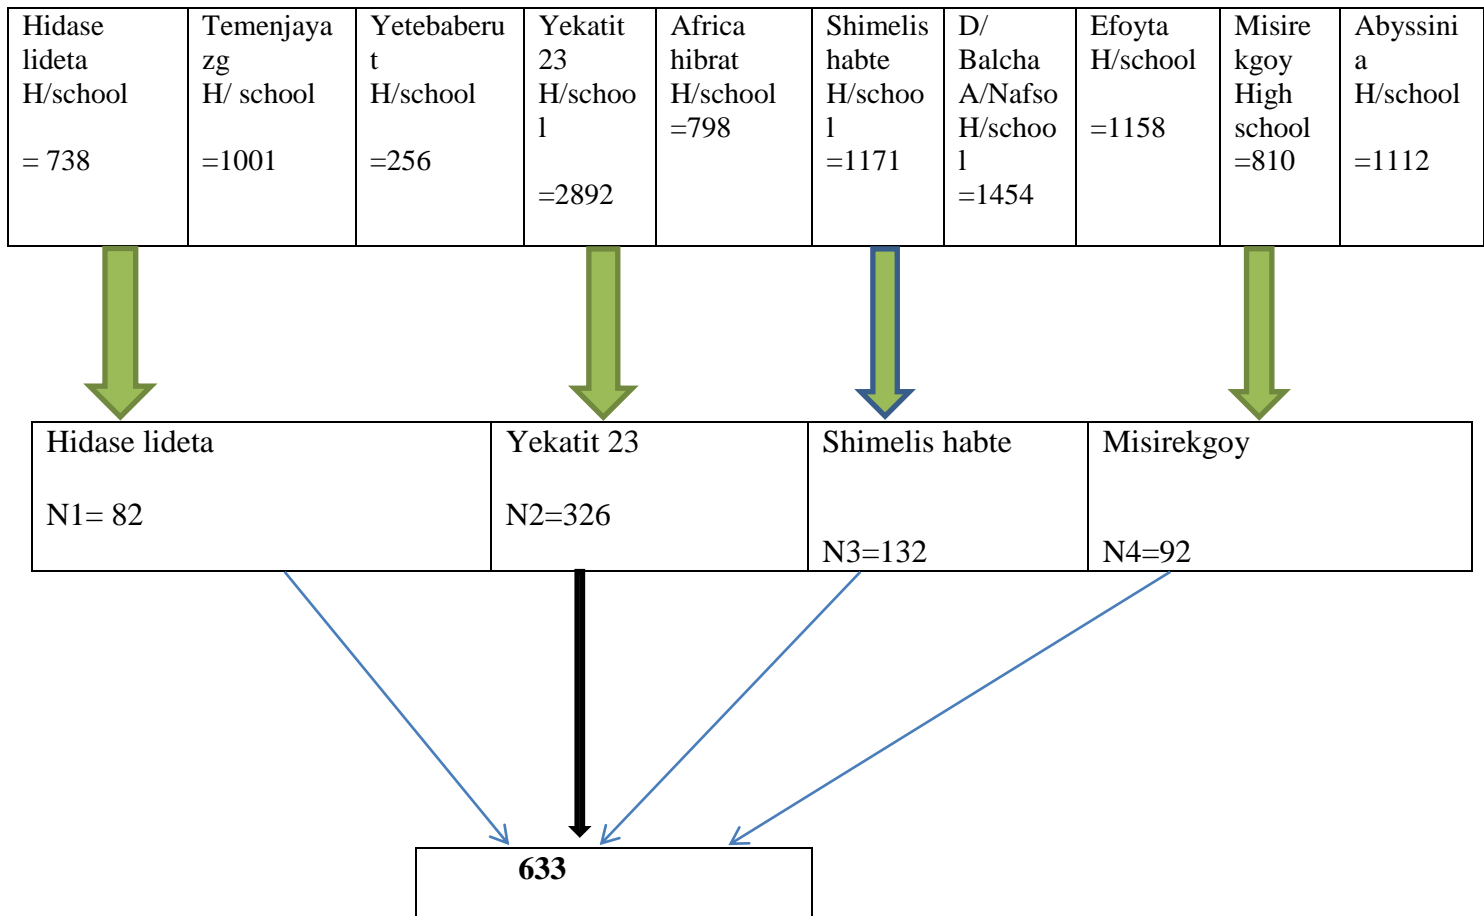 Hidase
lideta
H/school
= 738
Temenjaya
zg
H/ school
=1001
Yetebaberu
t
H/school
=256
Yekatit
23
H/schoo
l
=2892
Africa
hibrat
H/school
=798
Shimelis
habte
H/schoo
l
=1171
D/
Balcha
A/Nafso
H/schoo
l
=1454
Efoyta
H/school
=1158
Misire
kgoy
High
school
=810
Abyssini
a
H/school
=1112
Hidase lideta
N1= 82
Yekatit 23
N2=326
Shimelis habte
N3=132
Misirekgoy
N4=92
633